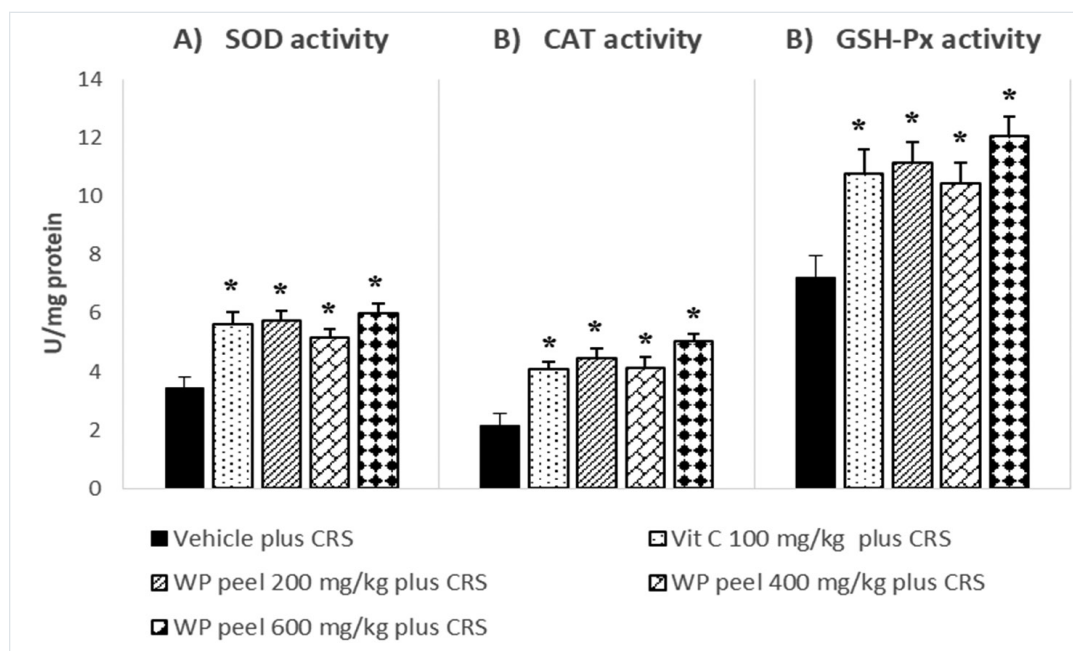 A) SOD activity
B) CAT activity
B) GSH-Px activity
U/mg protein
14
12
10
8
6
4
2
0
* * * *
* * * *
* * * *
Vehicle plus CRS
Vit C 100 mg/kg plus CRS
WP peel 200 mg/kg plus CRS
WP peel 400 mg/kg plus CRS
WP peel 600 mg/kg plus CRS